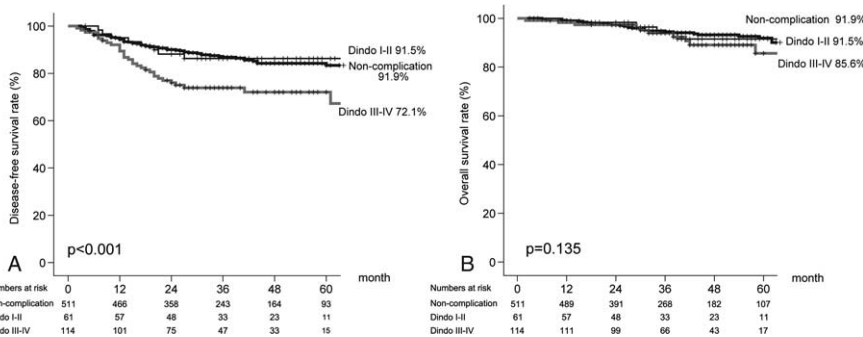 100
80
60
40
20
0
Disease-free survival rate (%)
Dindo I-II 91.5%
Non-complication
91.9%
Dindo III-IV 72.1%
p<0.001
A
month
0 12 24 36 48 60
mbers at risk
n-complication 511 466 358 243 164 93
do I-II 61 57 48 33 23 11
do III-IV 114 101 75 47 33 15
100
80
60
40
20
0
Overall survival rate (%)
Non-complication 91.9%
Dindo I-II 91.5%
Dindo III-IV 85.6%
p=0.135
B
month
Numbers at risk 0 12 24 36 48 60
Non-complication 511 489 391 268 182 107
Dindo I-II 61 57 48 33 23 11
Dindo III-IV 114 111 99 66 43 17